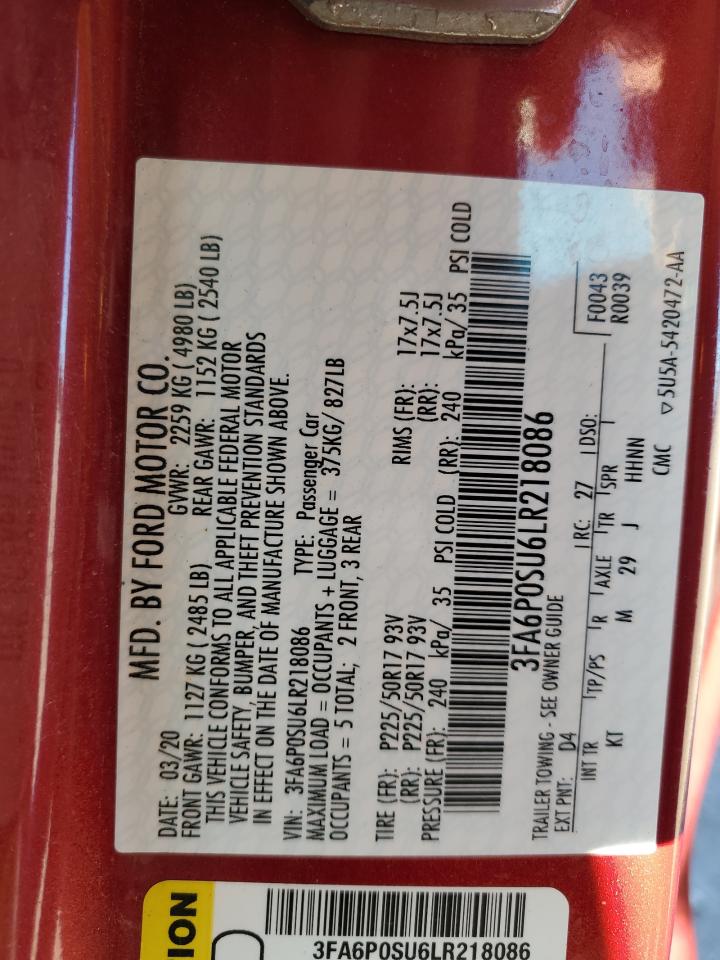 MFD. BY FORD MOTOR CO.
DATE: 03/20 GVWR: 2259 KG ( 4980 LB)
FRONT GAWR: 1127 KG ( 2485 LB) REAR GAWR: 1152 KG ( 2540 LB)
THIS VEHICLE CONFORMS TO ALL APPLICABLE FEDERAL MOTOR
VEHICLE SAFETY, BUMPER, AND THEFT PREVENTION STANDARDS
IN EFFECT ON THE DATE OF MANUFACTURE SHOWN ABOVE.
VIN: 3FA6P0SU6LR218086 TYPE: Passenger Car
MAXIMUM LOAD = OCCUPANTS + LUGGAGE = 375KG/ 827LB
OCCUPANTS = 5 TOTAL; 2 FRONT, 3 REAR
TIRE (FR): P225/50R17 93V RIMS (FR): 17x7.5J
(RR): P225/50R17 93V (RR): 17x7.5J
PRESSURE (FR): 240 kPa/ 35 PSI COLD (RR): 240 kPa/ 35 PSI COLD
3FA6P0SU6LR218086
TRAILER TOWING - SEE OWNER GUIDE
EXT PNT: D4 RC: 27 DSO: F0043
R0039
INT TR TP/PS R AXLE TR SPR
KT M 29 J HHNN
CMC ▽5U5A-5420472-AA
ION
3FA6P0SU6LR218086